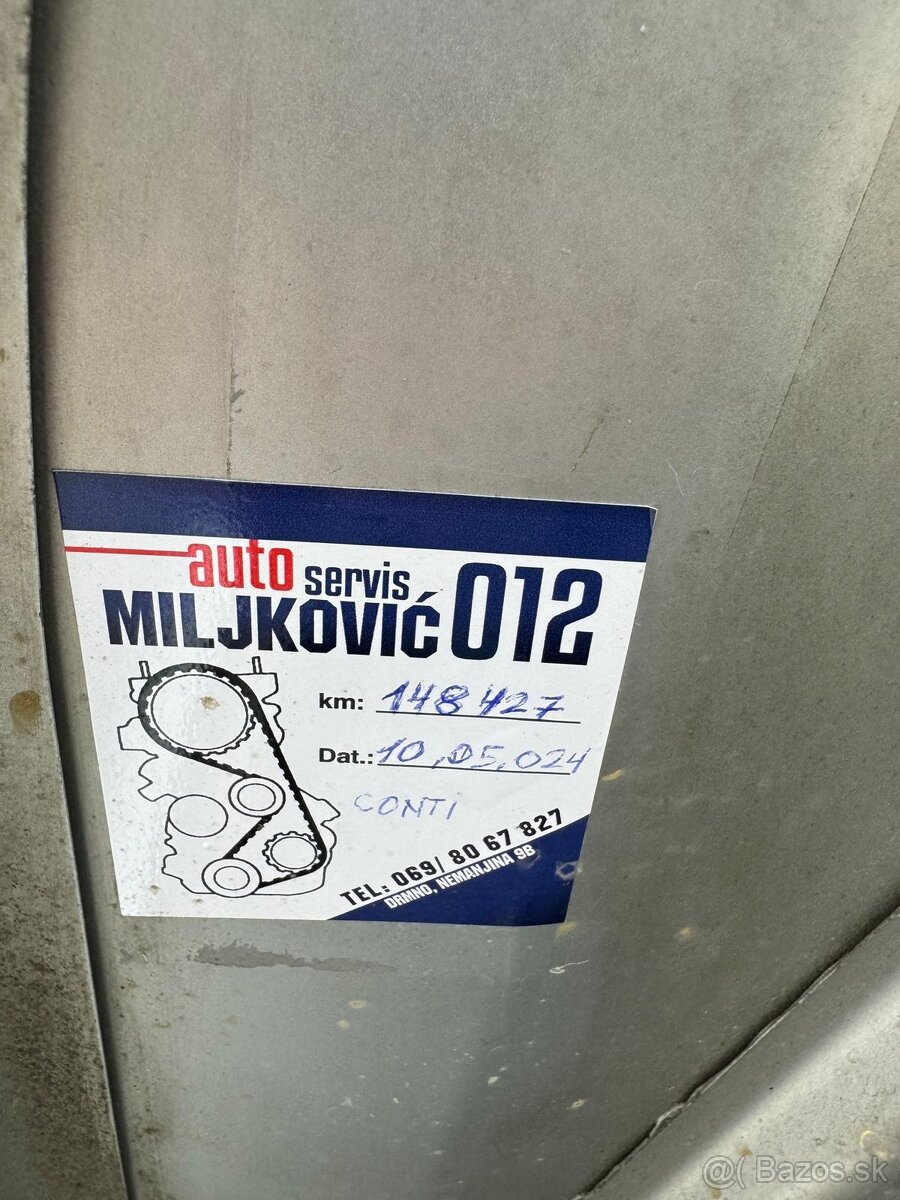 auto servis
MILJKOVIĆ 012
km: 148 427
Dat.: 10.05.024
CONTI
TEL: 069/ 80 67 827
DRMNO, NEMANJINA 9B
@( Bazos.sk